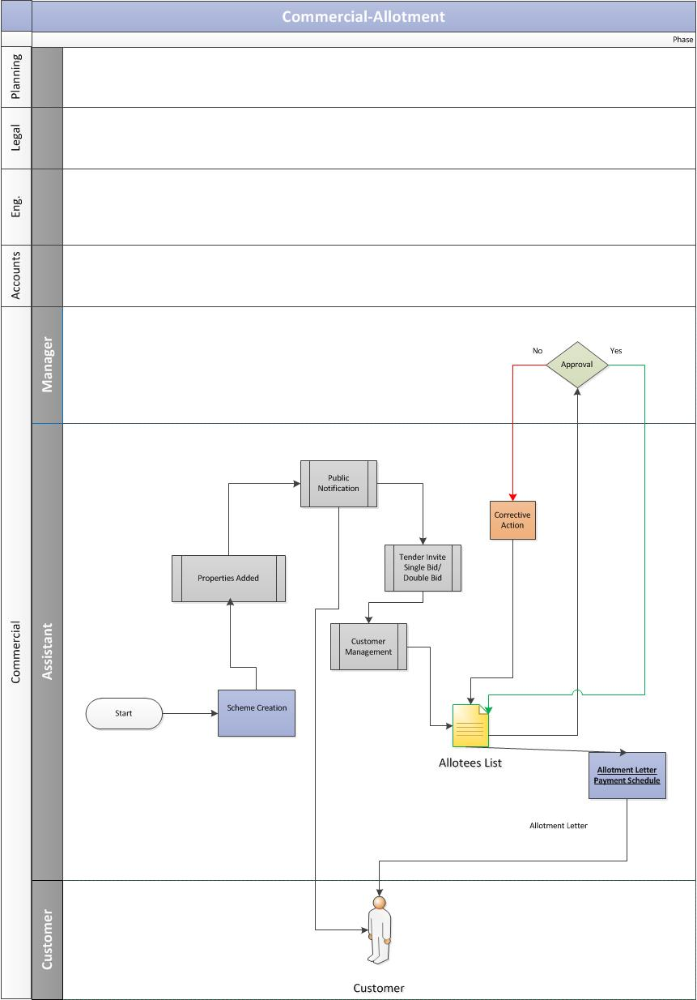 Commercial-Allotment
Phase
Planning
Legal
Eng.
Accounts
Commercial
Manager
No
Yes
Approval
Assistant
Public
Notification
Corrective
Action
Properties Added
Tender Invite
Single Bid/
Double Bid
Customer
Management
Start
Scheme Creation
Allotees List
Allotment Letter
Payment Schedule
Allotment Letter
Customer
Customer